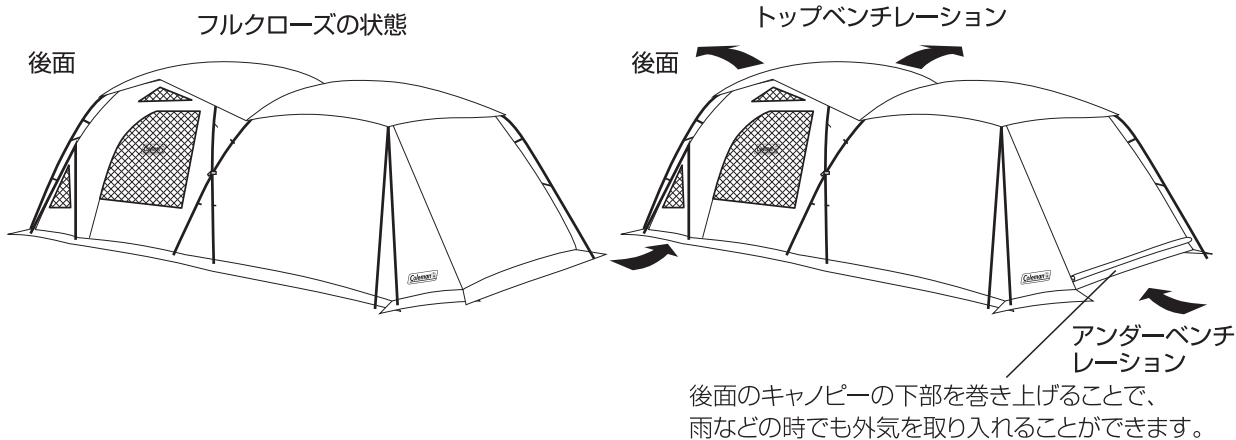 フルクローズの状態
後面
Coleman
Coleman
トップベンチレーション
後面
Coleman
Coleman
アンダーベンチ
レーション
後面のキャノピーの下部を巻き上げることで、
雨などの時でも外気を取り入れることができます。